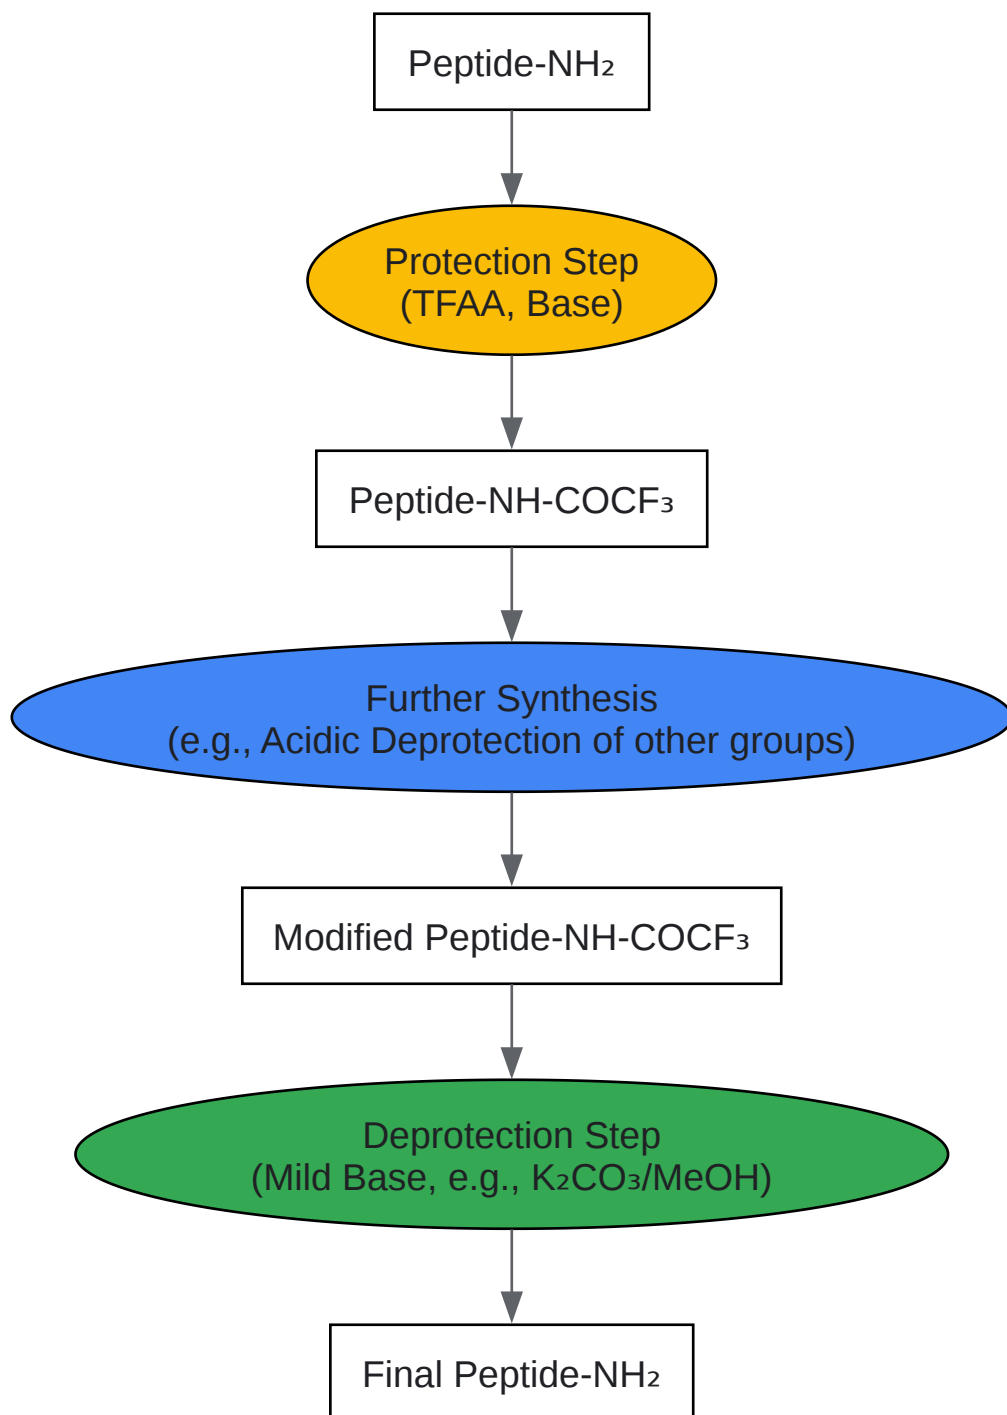 Peptide-NH₂
Protection Step
(TFAA, Base)
Peptide-NH-COCF₃
Further Synthesis
(e.g., Acidic Deprotection of other groups)
Modified Peptide-NH-COCF₃
Deprotection Step
(Mild Base, e.g., K₂CO₃/MeOH)
Final Peptide-NH₂